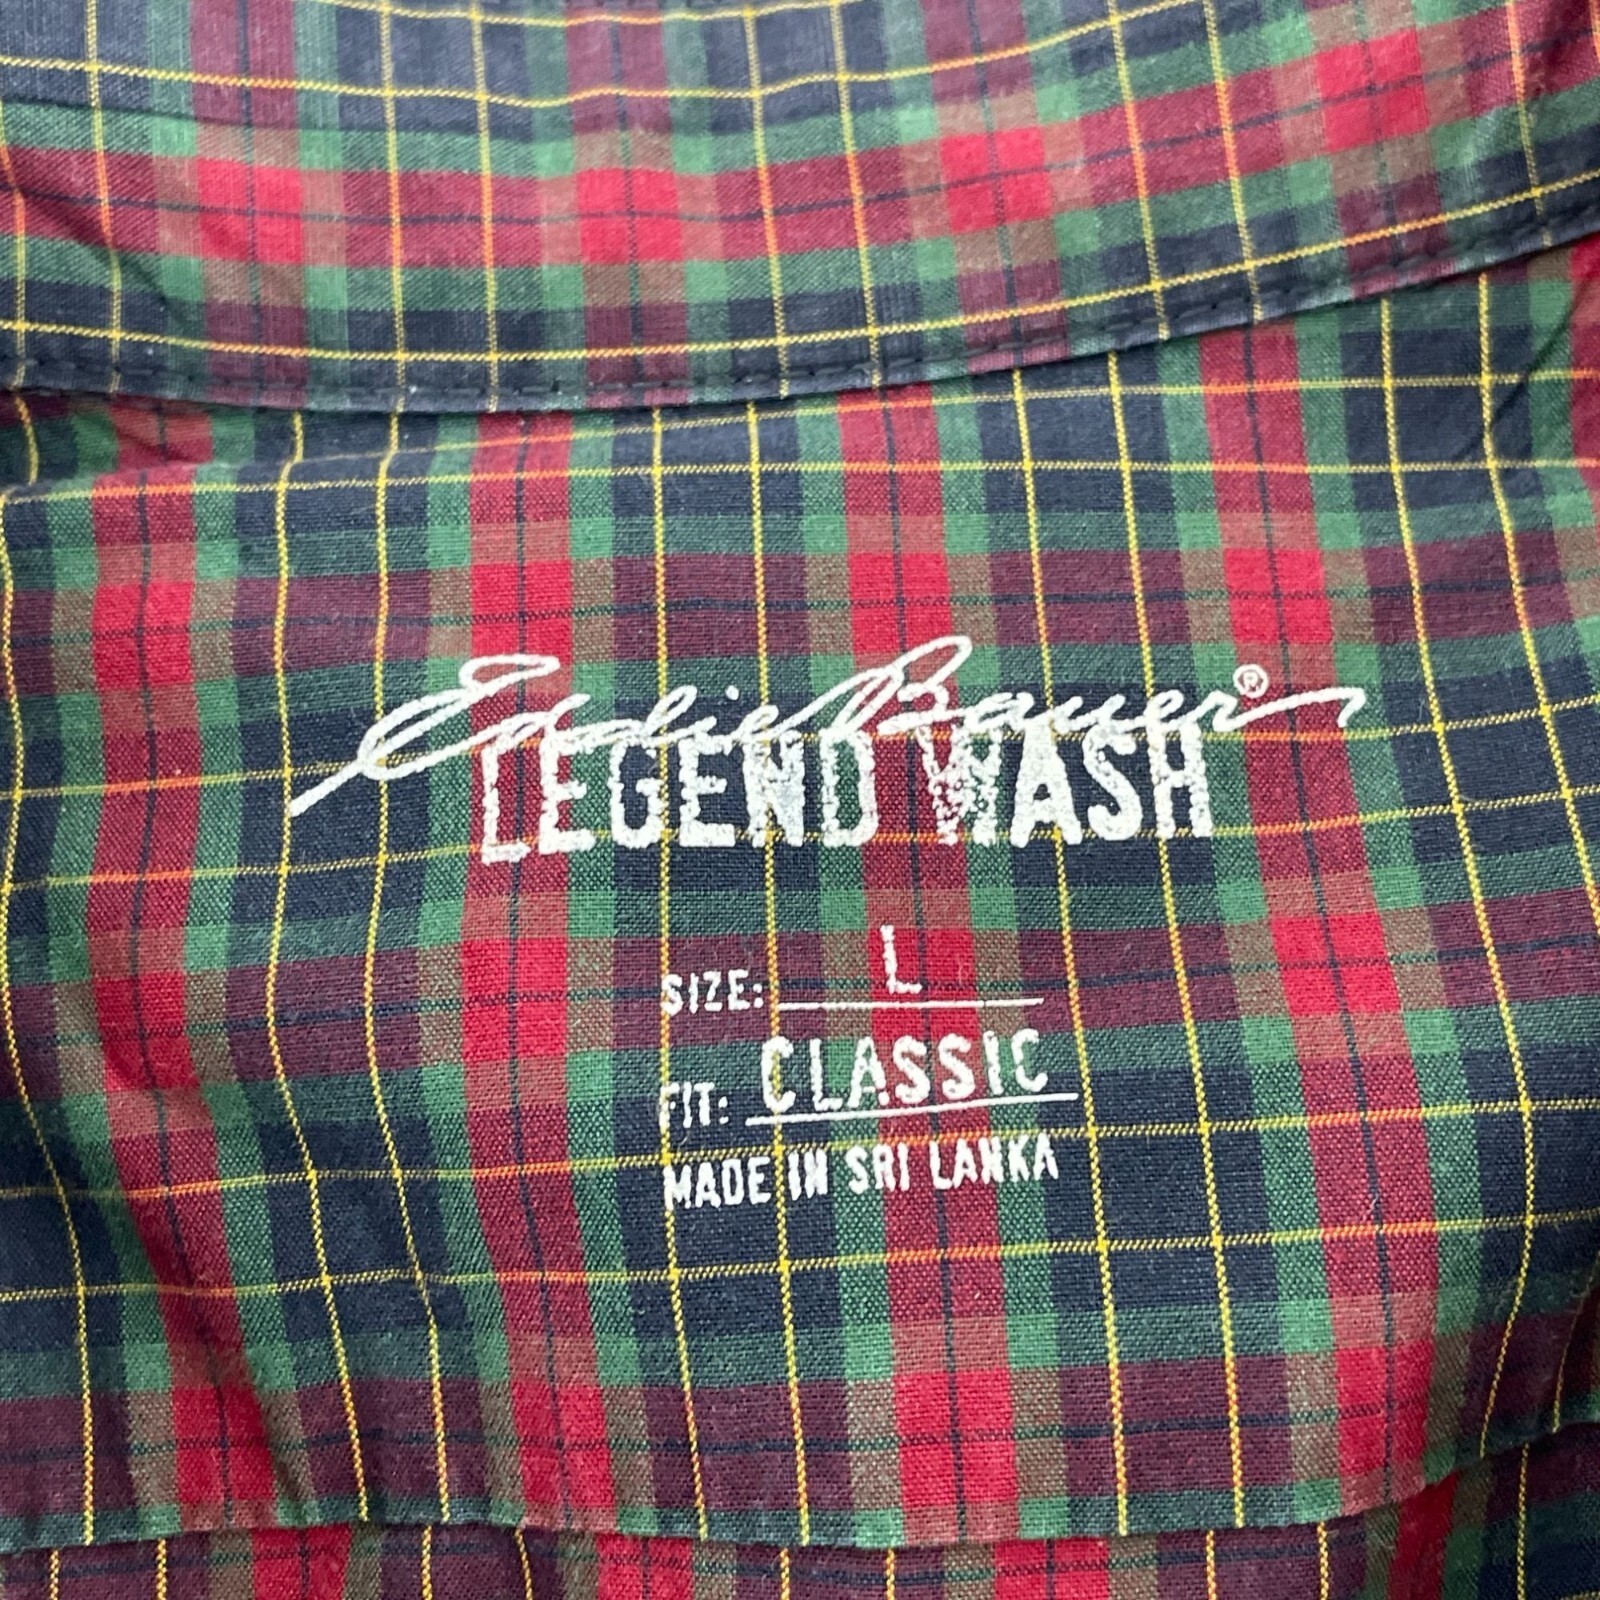 Eddie Bauer®
LEGEND WASH
SIZE: L
FIT: CLASSIC
MADE IN SRI LANKA